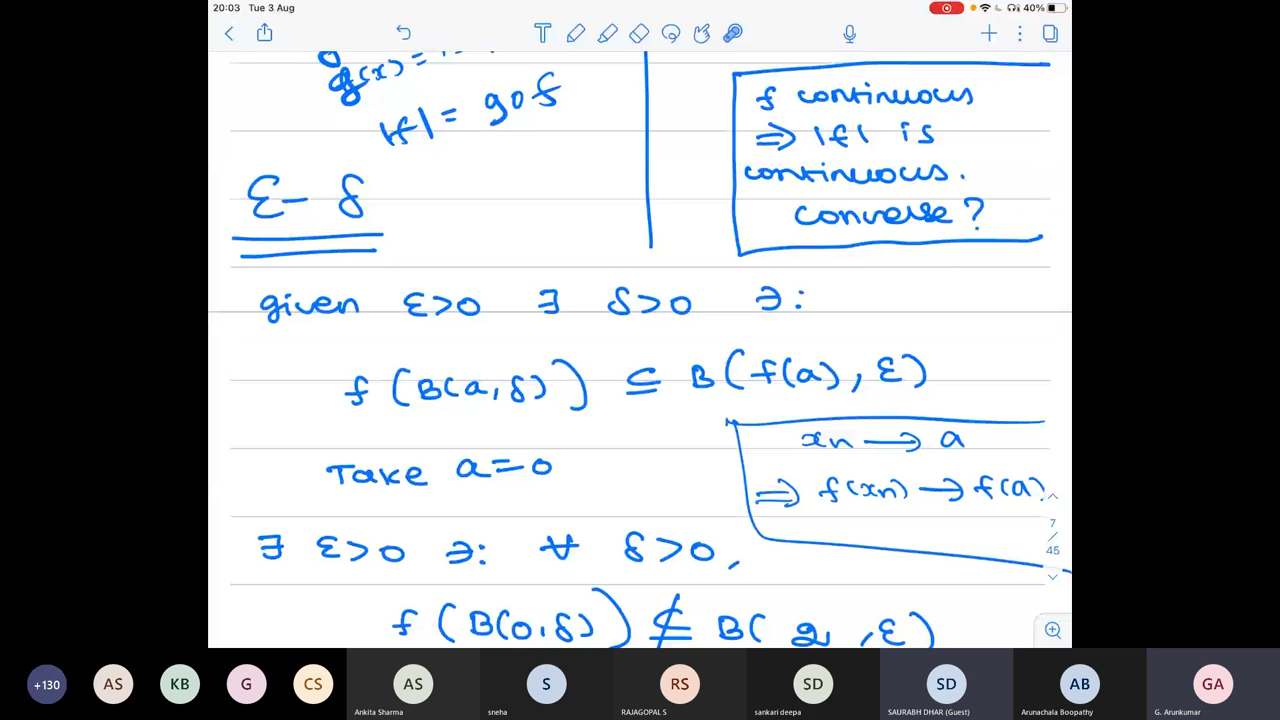 20:03 Tue 3 Aug
40%
g(x) =
|f| = g o f
ε - δ
f continuous
⇒ |f| is
continuous.
converse?
given ε>0 ∃ δ>0 ∋:
f (B(a,δ)) ⊆ B(f(a), ε)
Take a=0
xn → a
⇒ f(xn) → f(a)
∃ ε>0 ∋: ∀ δ>0,
f (B(0,δ)) ⊈ B( 2 , ε)
7
/
45
+130
AS
KB
G
CS
AS
S
RS
SD
SD
AB
GA
Ankita Sharma
sneha
RAJAGOPAL S
sankari deepa
SAURABH DHAR (Guest)
Arunachala Boopathy
G. Arunkumar